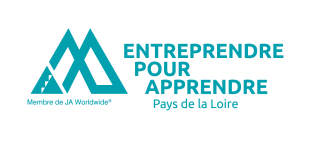 ENTREPRENDRE
POUR
APPRENDRE
Pays de la Loire
Membre de JA Worldwide®